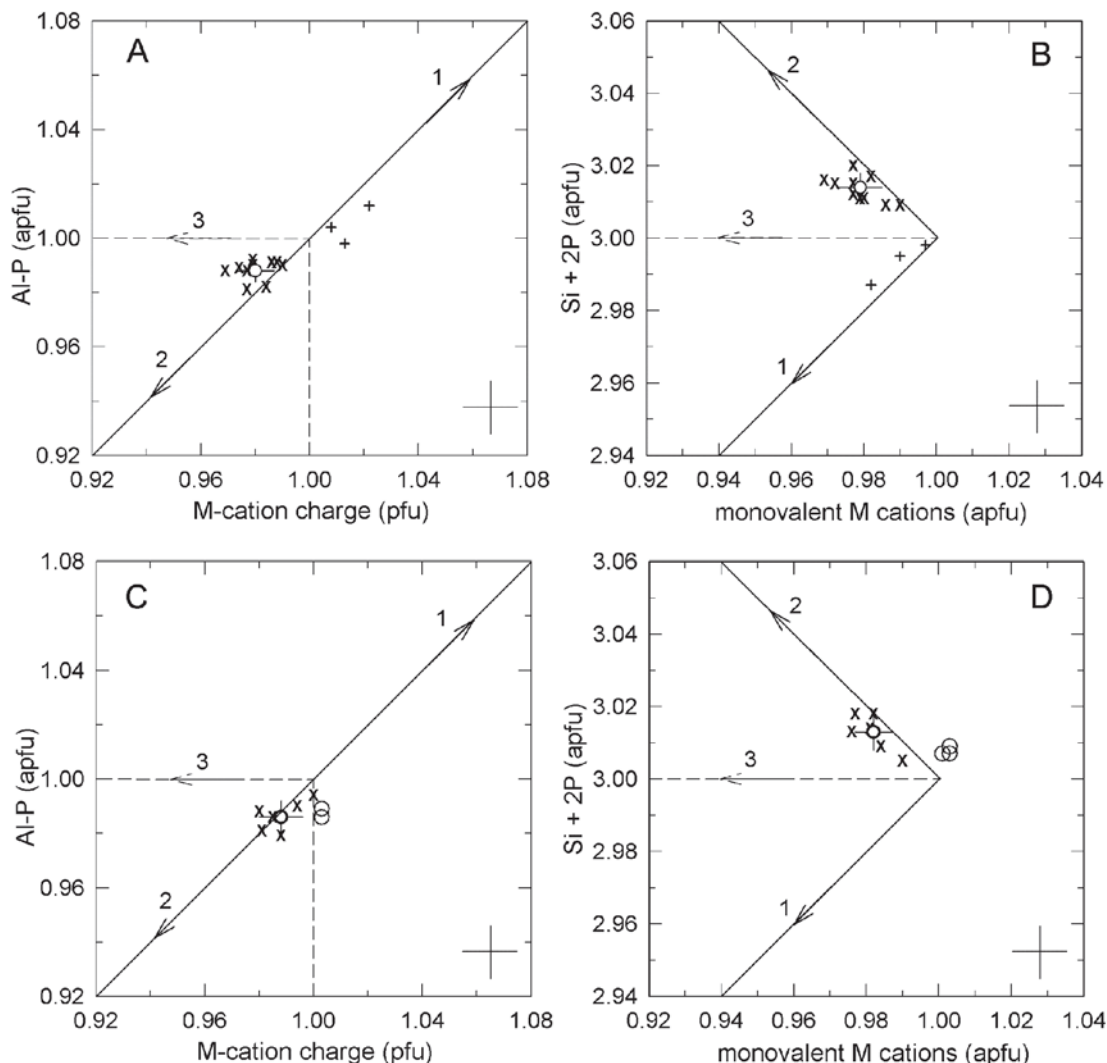 A
1.08
1.04
1.00
0.96
0.92
Al-P (apfu)
1
3
2
0.92 0.96 1.00 1.04 1.08
M-cation charge (pfu)
B
3.06
3.04
3.02
3.00
2.98
2.96
2.94
Si + 2P (apfu)
2
3
1
0.92 0.94 0.96 0.98 1.00 1.02 1.04
monovalent M cations (apfu)
C
1.08
1.04
1.00
0.96
0.92
Al-P (apfu)
1
3
2
0.92 0.96 1.00 1.04 1.08
M-cation charge (pfu)
D
3.06
3.04
3.02
3.00
2.98
2.96
2.94
Si + 2P (apfu)
2
3
1
0.92 0.94 0.96 0.98 1.00 1.02 1.04
monovalent M cations (apfu)